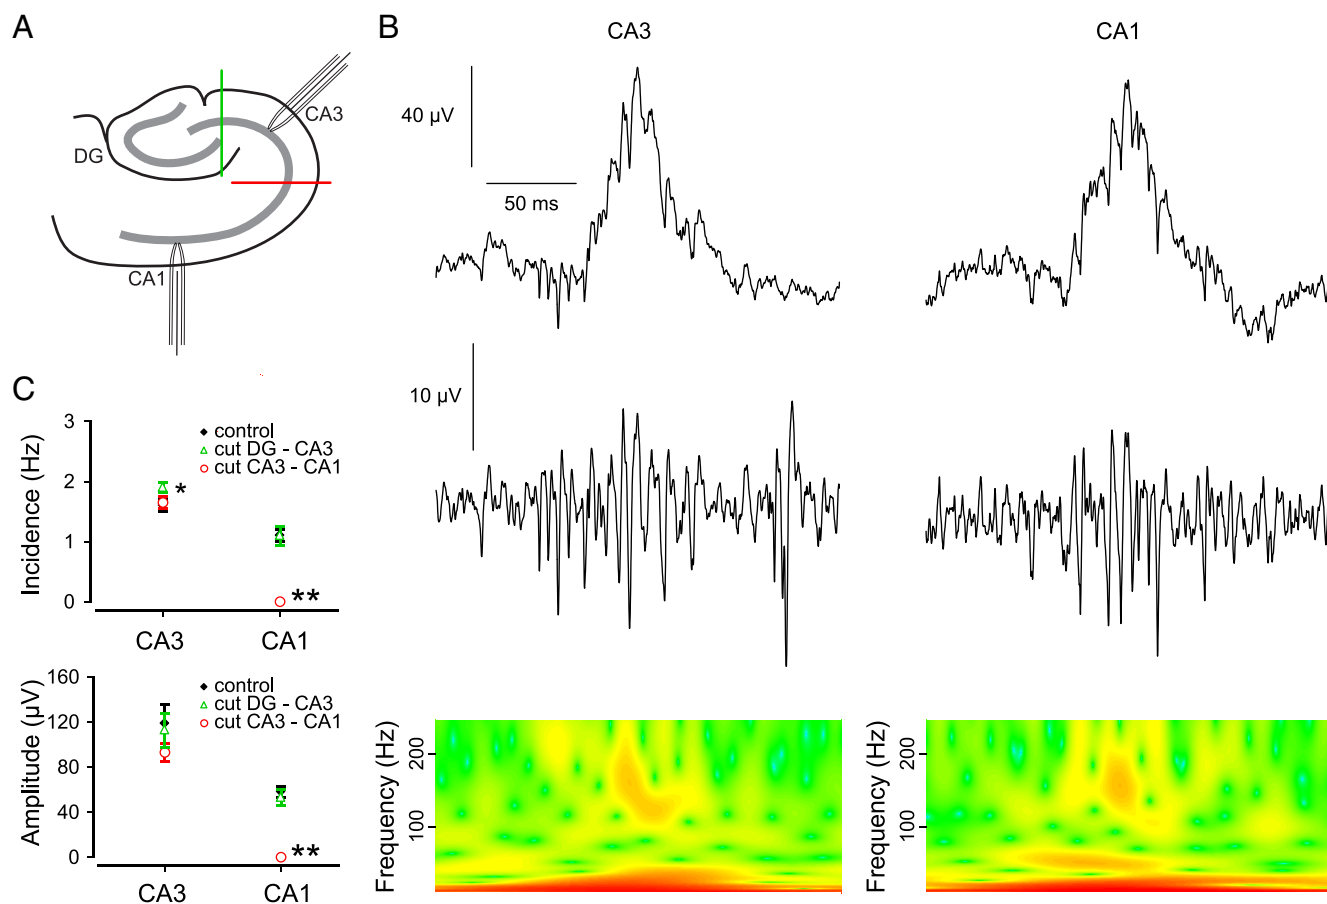 A
CA3
DG
CA1
B
CA3
CA1
40 µV
50 ms
10 µV
C
Incidence (Hz)
3
2
1
0
control
cut DG - CA3
cut CA3 - CA1
*
**
CA3
CA1
Amplitude (µV)
160
120
80
40
0
control
cut DG - CA3
cut CA3 - CA1
**
CA3
CA1
Frequency (Hz)
200
100
Frequency (Hz)
200
100